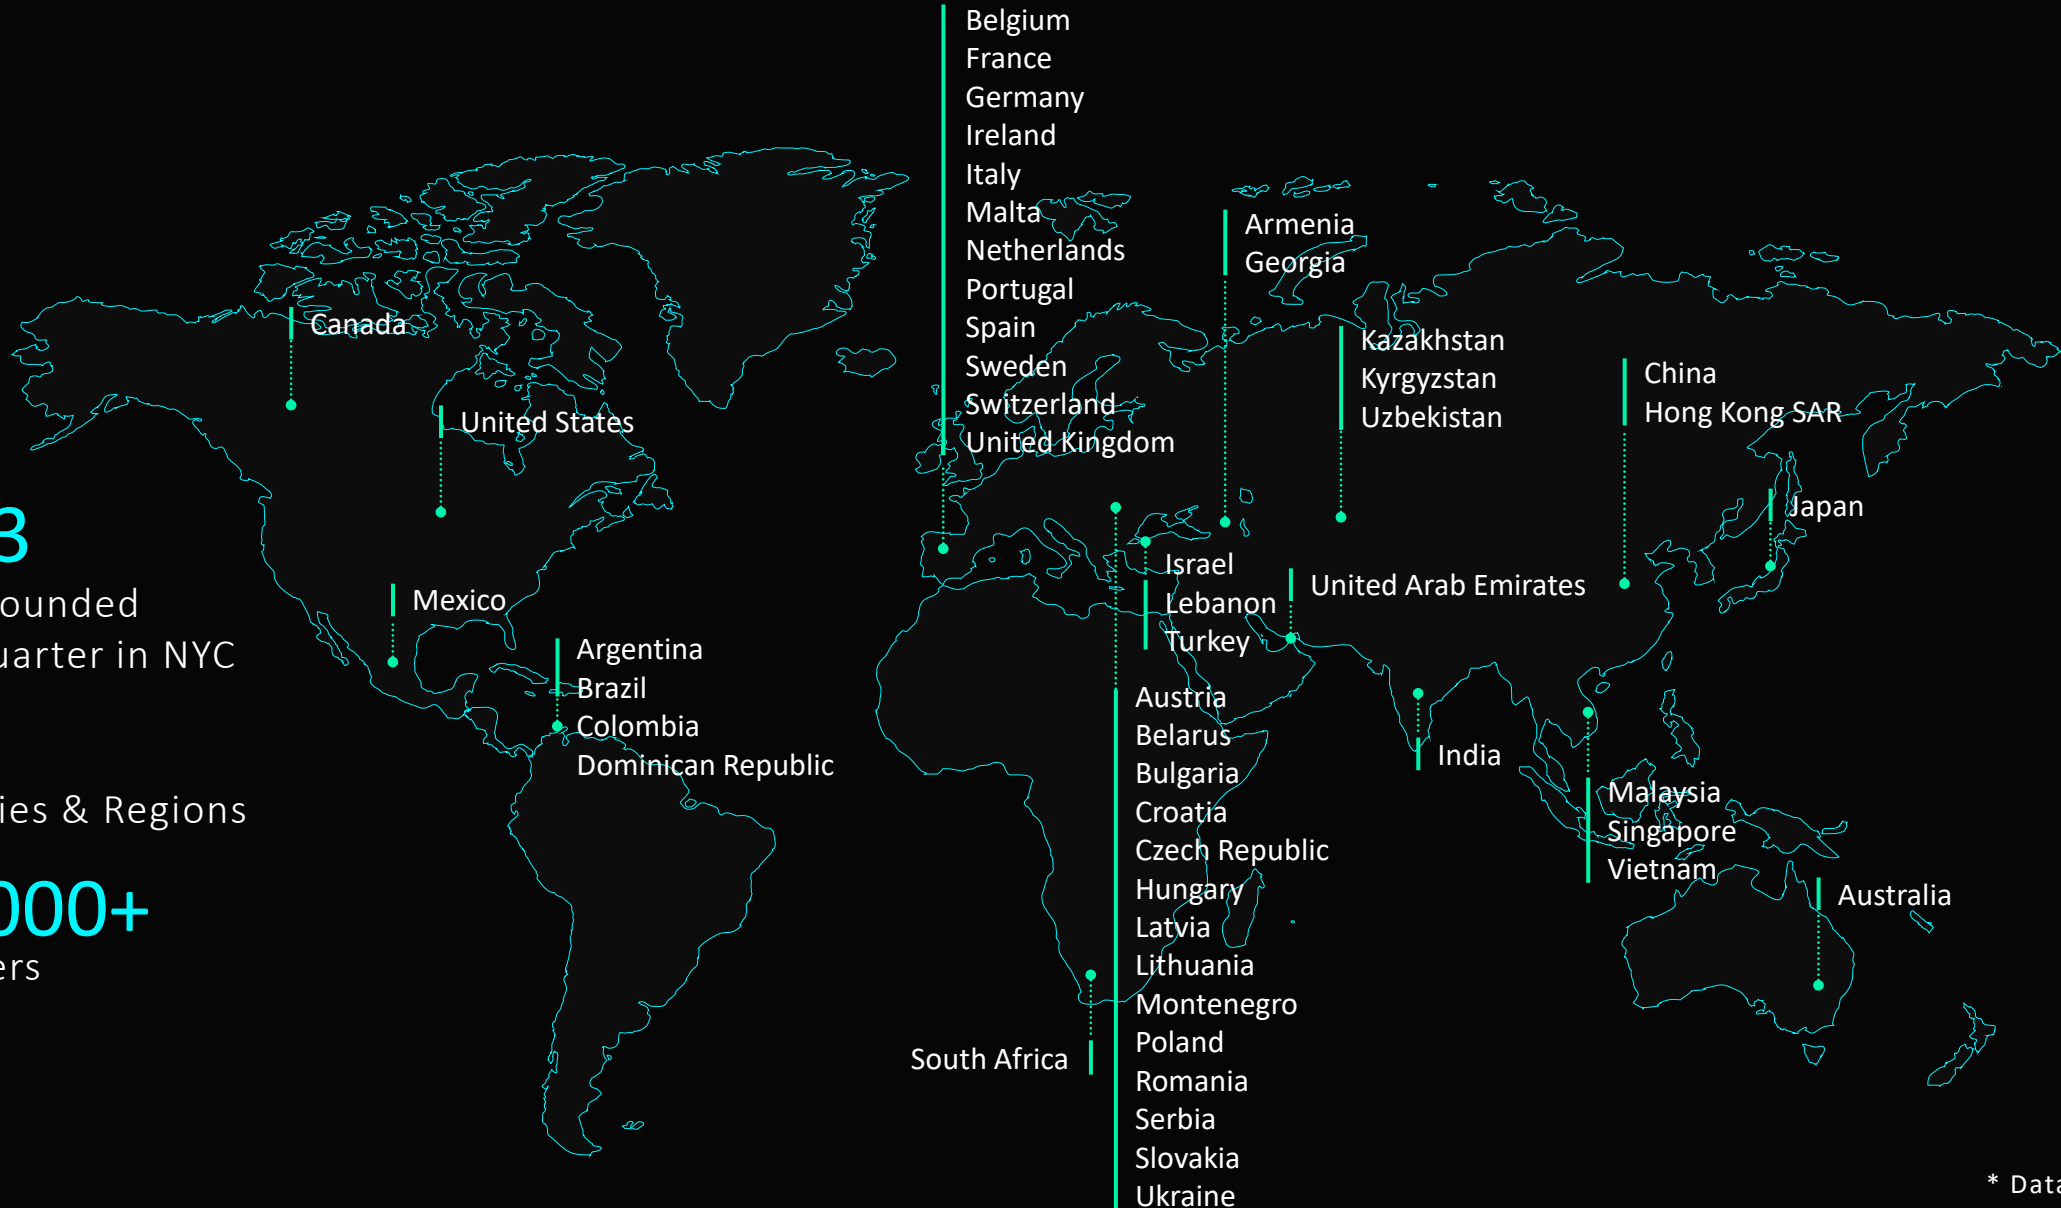 3
ounded
uarter in NYC
ies & Regions
000+
ers
Canada
United States
Mexico
Argentina
Brazil
Colombia
Dominican Republic
Belgium
France
Germany
Ireland
Italy
Malta
Netherlands
Portugal
Spain
Sweden
Switzerland
United Kingdom
Armenia
Georgia
Kazakhstan
Kyrgyzstan
Uzbekistan
China
Hong Kong SAR
Japan
Israel
Lebanon
Turkey
United Arab Emirates
Austria
Belarus
Bulgaria
Croatia
Czech Republic
Hungary
Latvia
Lithuania
Montenegro
Poland
Romania
Serbia
Slovakia
Ukraine
South Africa
India
Malaysia
Singapore
Vietnam
Australia
* Data